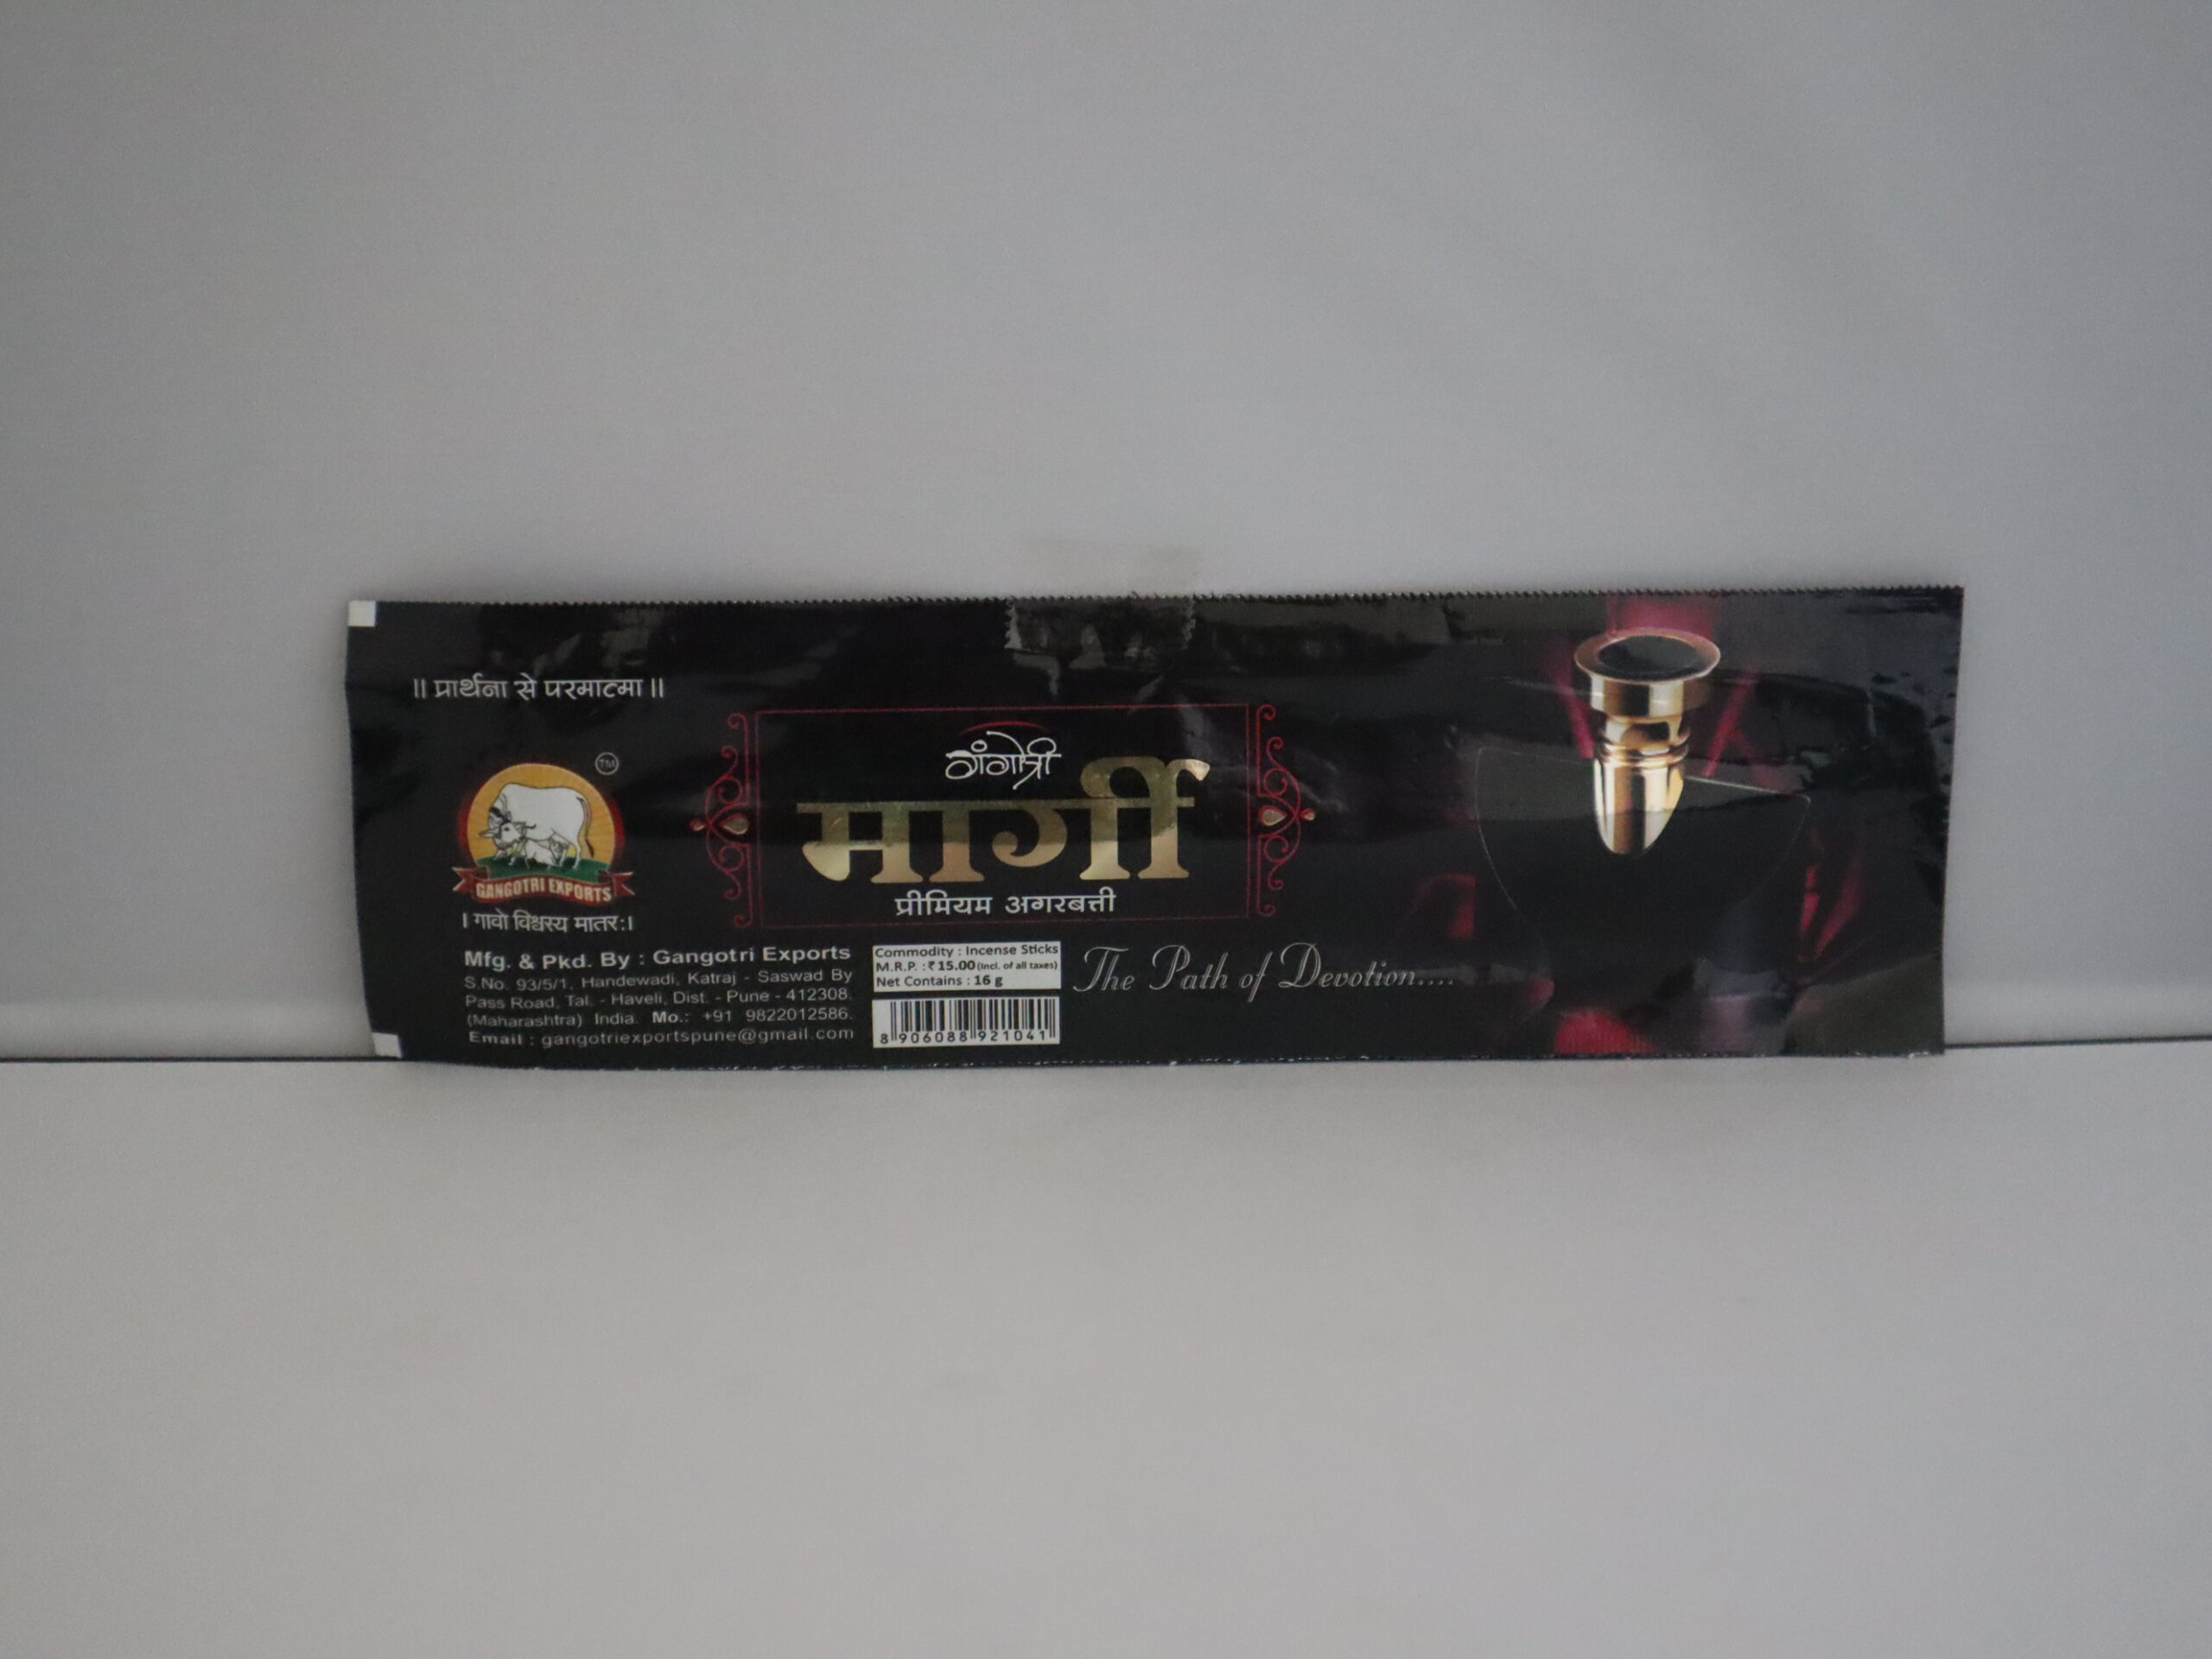 ॥ प्रार्थना से परमात्मा ॥
TM
GANGOTRI EXPORTS
। गावो विश्वस्य मातरः।
गंगोत्री
मार्गी
प्रीमियम अगरबत्ती
Mfg. & Pkd. By : Gangotri Exports
S.No. 93/5/1, Handewadi, Katraj - Saswad By
Pass Road, Tal. - Haveli, Dist. - Pune - 412308.
(Maharashtra) India. Mo.: +91 9822012586.
Email : gangotriexportspune@gmail.com
Commodity : Incense Sticks
M.R.P. : ₹ 15.00 (Incl. of all taxes)
Net Contains : 16 g
8 906088 921041
The Path of Devotion....